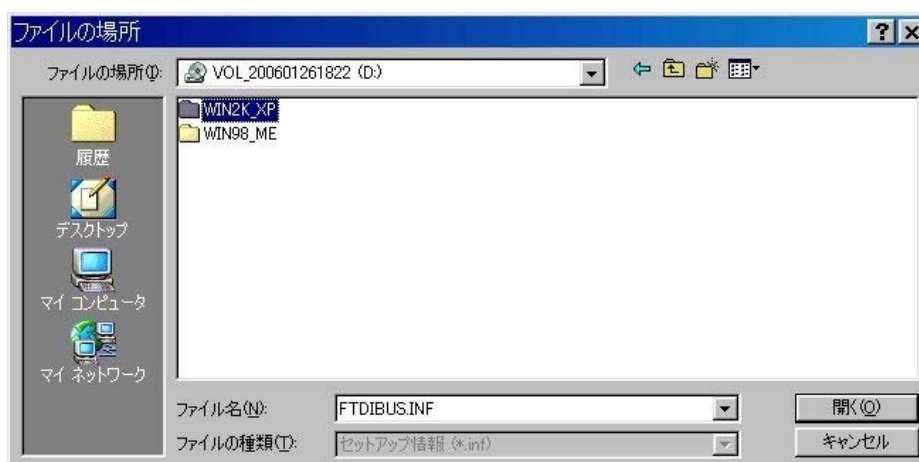 ファイルの場所
ファイルの場所(I):
VOL_200601261822 (D:)
WIN2K_XP
WIN98_ME
履歴
デスクトップ
マイ コンピュータ
マイ ネットワーク
ファイル名(N):
FTDIBUS.INF
開く(O)
ファイルの種類(T):
セットアップ情報 (*.inf)
キャンセル